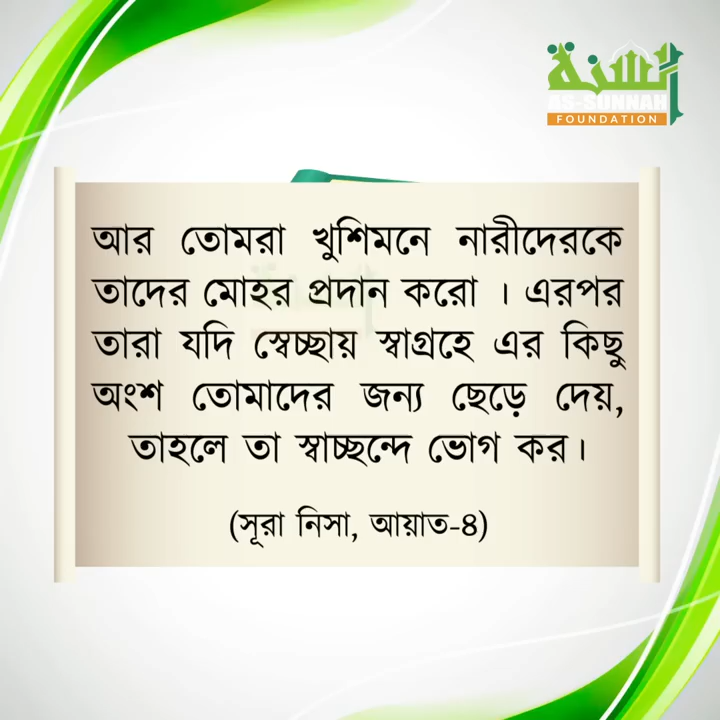 السنة
AS-SUNNAH
FOUNDATION
আর তোমরা খুশিমনে নারীদেরকে
তাদের মোহর প্রদান করো । এরপর
তারা যদি স্বেচ্ছায় স্বাগ্রহে এর কিছু
অংশ তোমাদের জন্য ছেড়ে দেয়,
তাহলে তা স্বাচ্ছন্দে ভোগ কর।
(সূরা নিসা, আয়াত-৪)